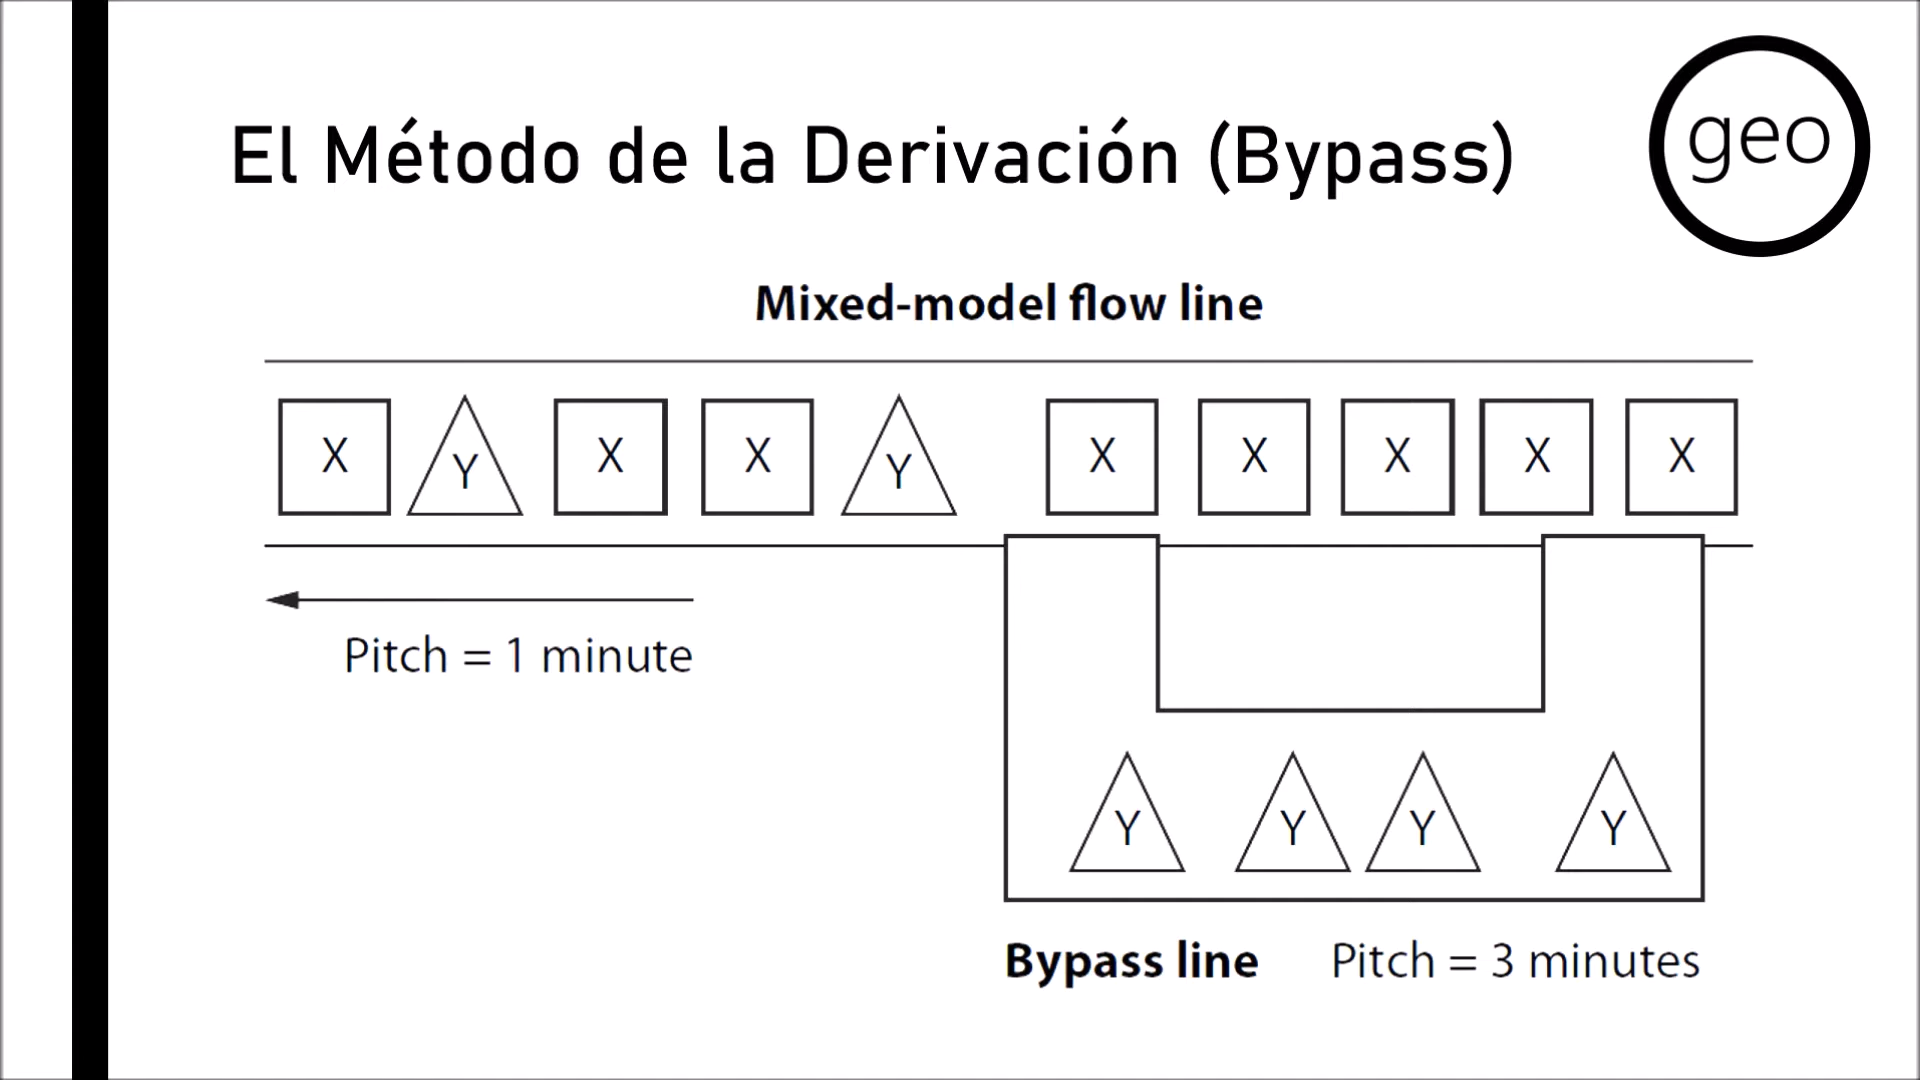 El Método de la Derivación (Bypass)
geo
Mixed-model flow line
X Y X X Y X X X X X
Pitch = 1 minute
Y Y Y Y
Bypass line Pitch = 3 minutes